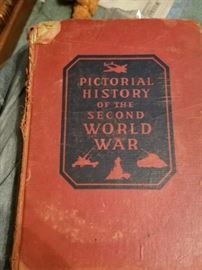 PICTORIAL
HISTORY
OF THE
SECOND
WORLD
WAR